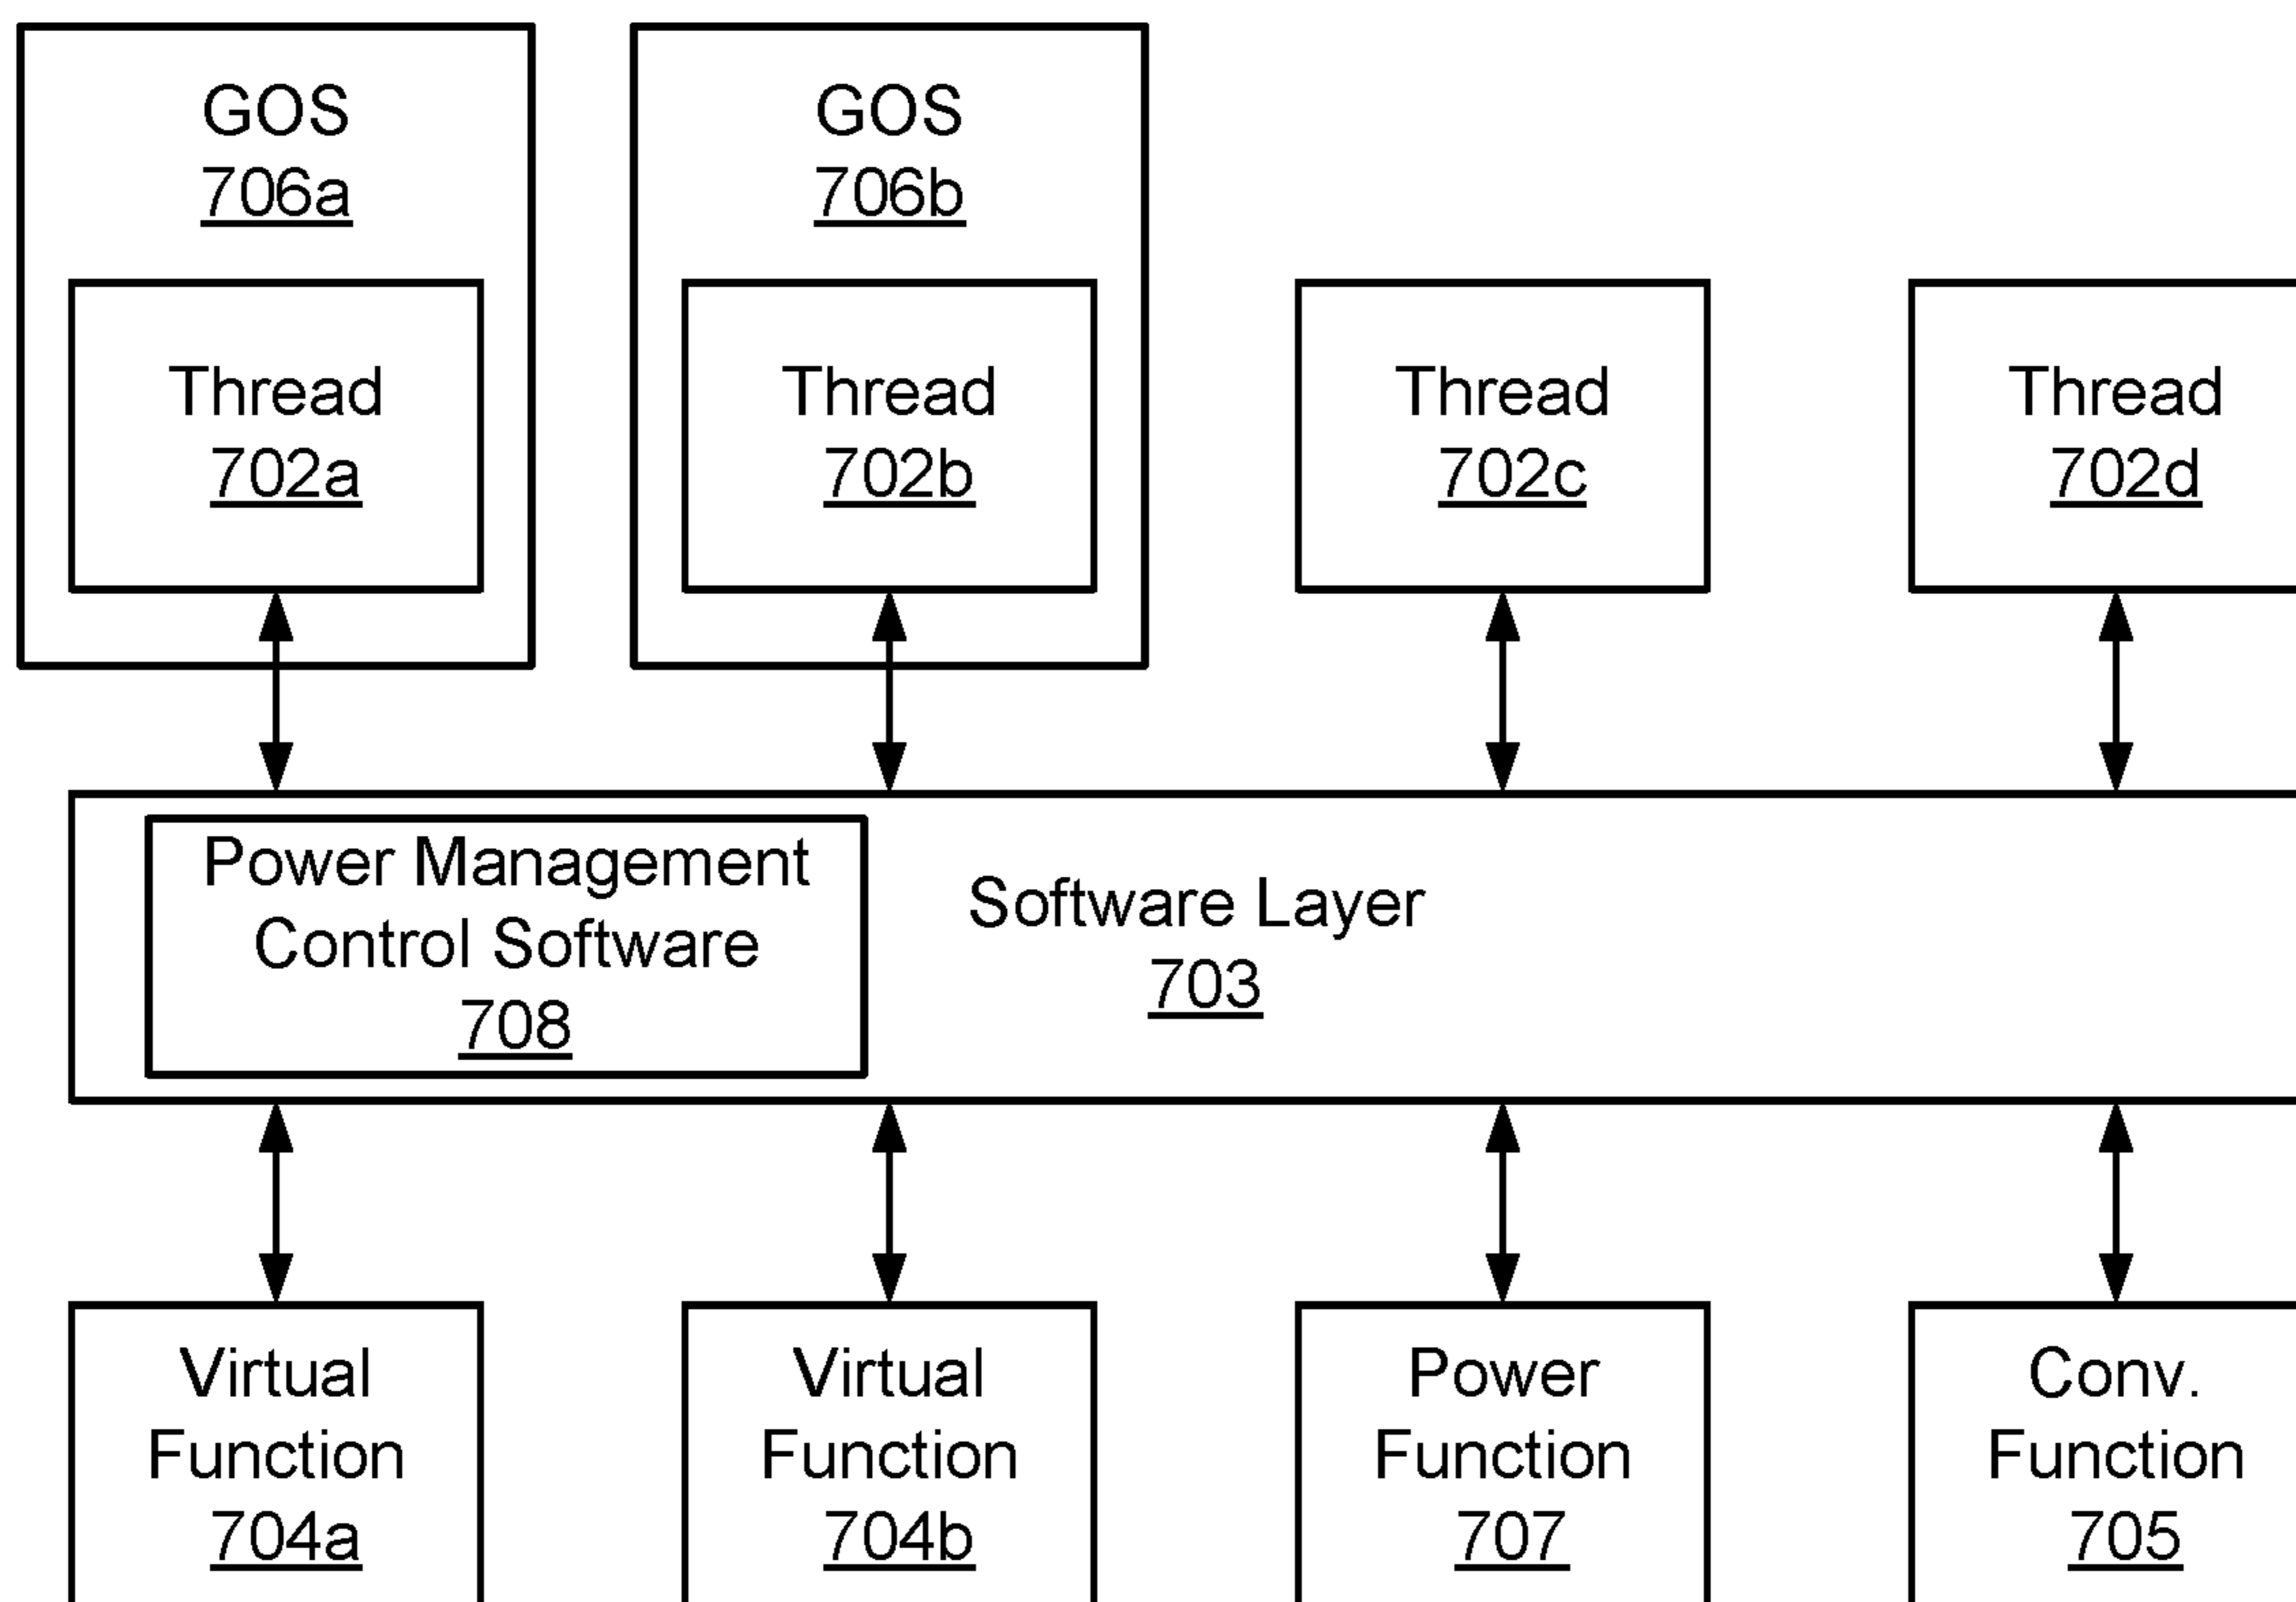 GOS
706a
GOS
706b
Thread
702a
Thread
702b
Thread
702c
Thread
702d
Power Management
Control Software
708
Software Layer
703
Virtual
Function
704a
Virtual
Function
704b
Power
Function
707
Conv.
Function
705